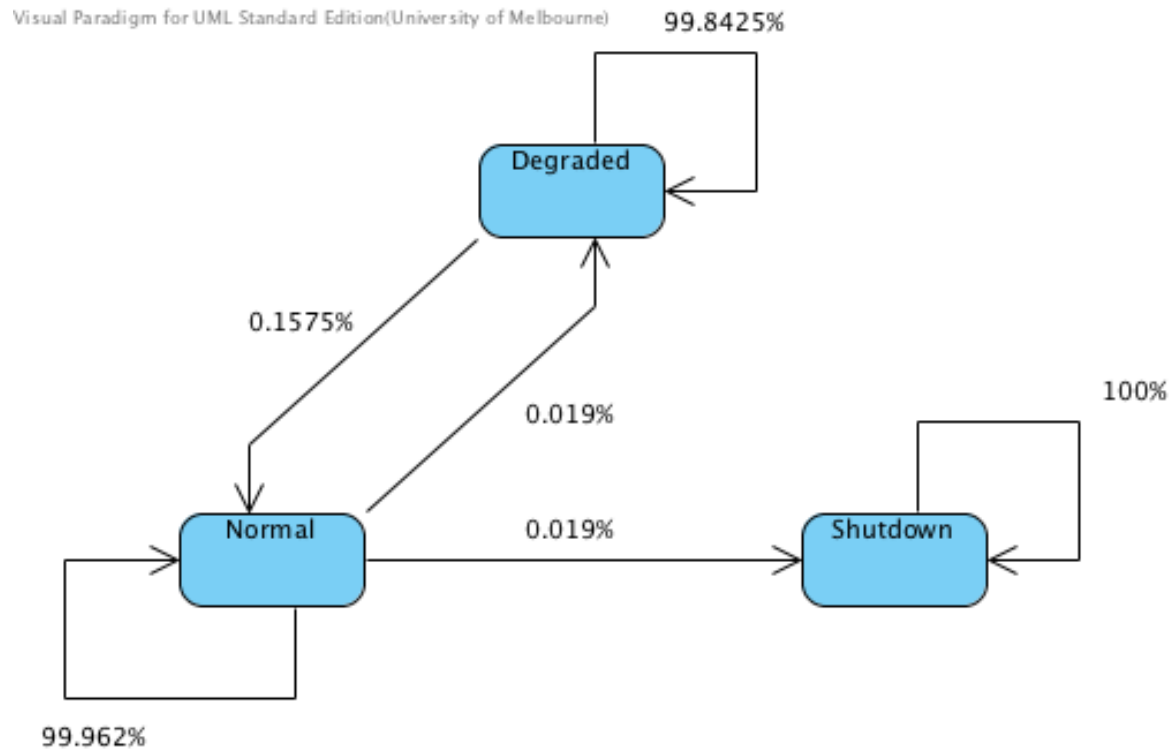 Visual Paradigm for UML Standard Edition(University of Melbourne)
99.8425%
Degraded
0.1575%
0.019%
100%
Normal
0.019%
Shutdown
99.962%